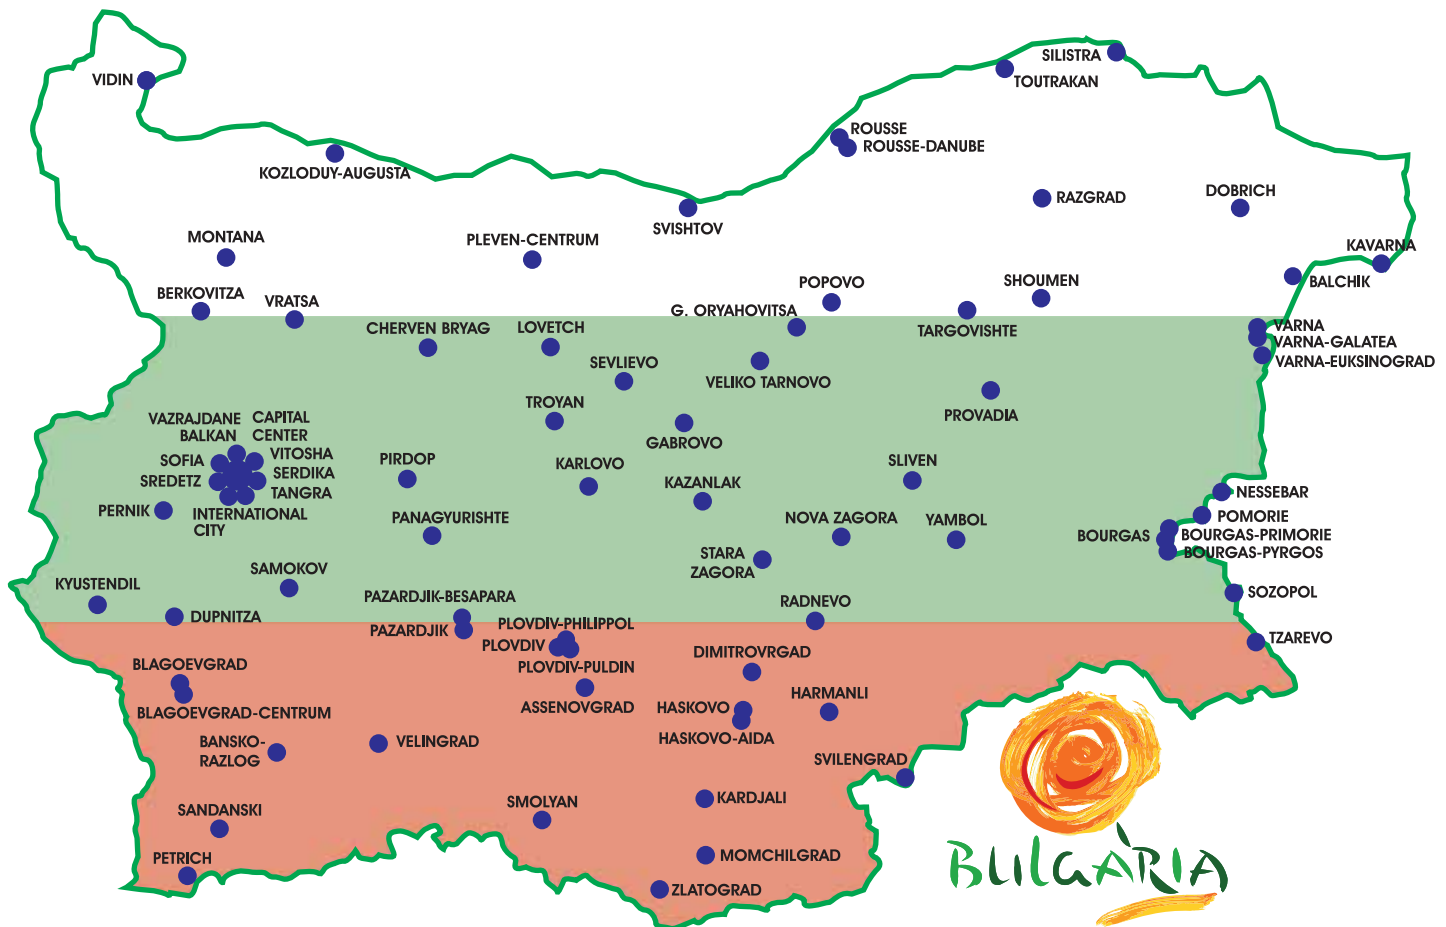 SILISTRA
VIDIN
TOUTRAKAN
ROUSSE
ROUSSE-DANUBE
KOZLODUY-AUGUSTA
DOBRICH
RAZGRAD
SVISHTOV
MONTANA
PLEVEN-CENTRUM
KAVARNA
POPOVO
SHOUMEN
BALCHIK
BERKOVITZA
VRATSA
G. ORYAHOVITSA
CHERVEN BRYAG
LOVETCH
TARGOVISHTE
VARNA
VARNA-GALATEA
VARNA-EUKSINOGRAD
SEVLIEVO
VELIKO TARNOVO
TROYAN
PROVADIA
VAZRAJDANE
CAPITAL
BALKAN
CENTER
GABROVO
SOFIA
VITOSHA
PIRDOP
KARLOVO
SLIVEN
SREDETZ
SERDIKA
KAZANLAK
TANGRA
NESSEBAR
PERNIK
INTERNATIONAL
CITY
PANAGYURISHTE
NOVA ZAGORA
YAMBOL
POMORIE
BOURGAS
BOURGAS-PRIMORIE
BOURGAS-PYRGOS
STARA
ZAGORA
SAMOKOV
KYUSTENDIL
SOZOPOL
PAZARDJIK-BESAPARA
RADNEVO
DUPNITZA
PLOVDIV-PHILIPPOL
PAZARDJIK
TZAREVO
PLOVDIV
DIMITROVRGAD
BLAGOEVGRAD
PLOVDIV-PULDIN
HARMANLI
ASSENOVGRAD
HASKOVO
BLAGOEVGRAD-CENTRUM
HASKOVO-AIDA
BANSKO-
RAZLOG
VELINGRAD
SVILENGRAD
KARDJALI
SANDANSKI
SMOLYAN
PETRICH
MOMCHILGRAD
ZLATOGRAD
BULGARIA